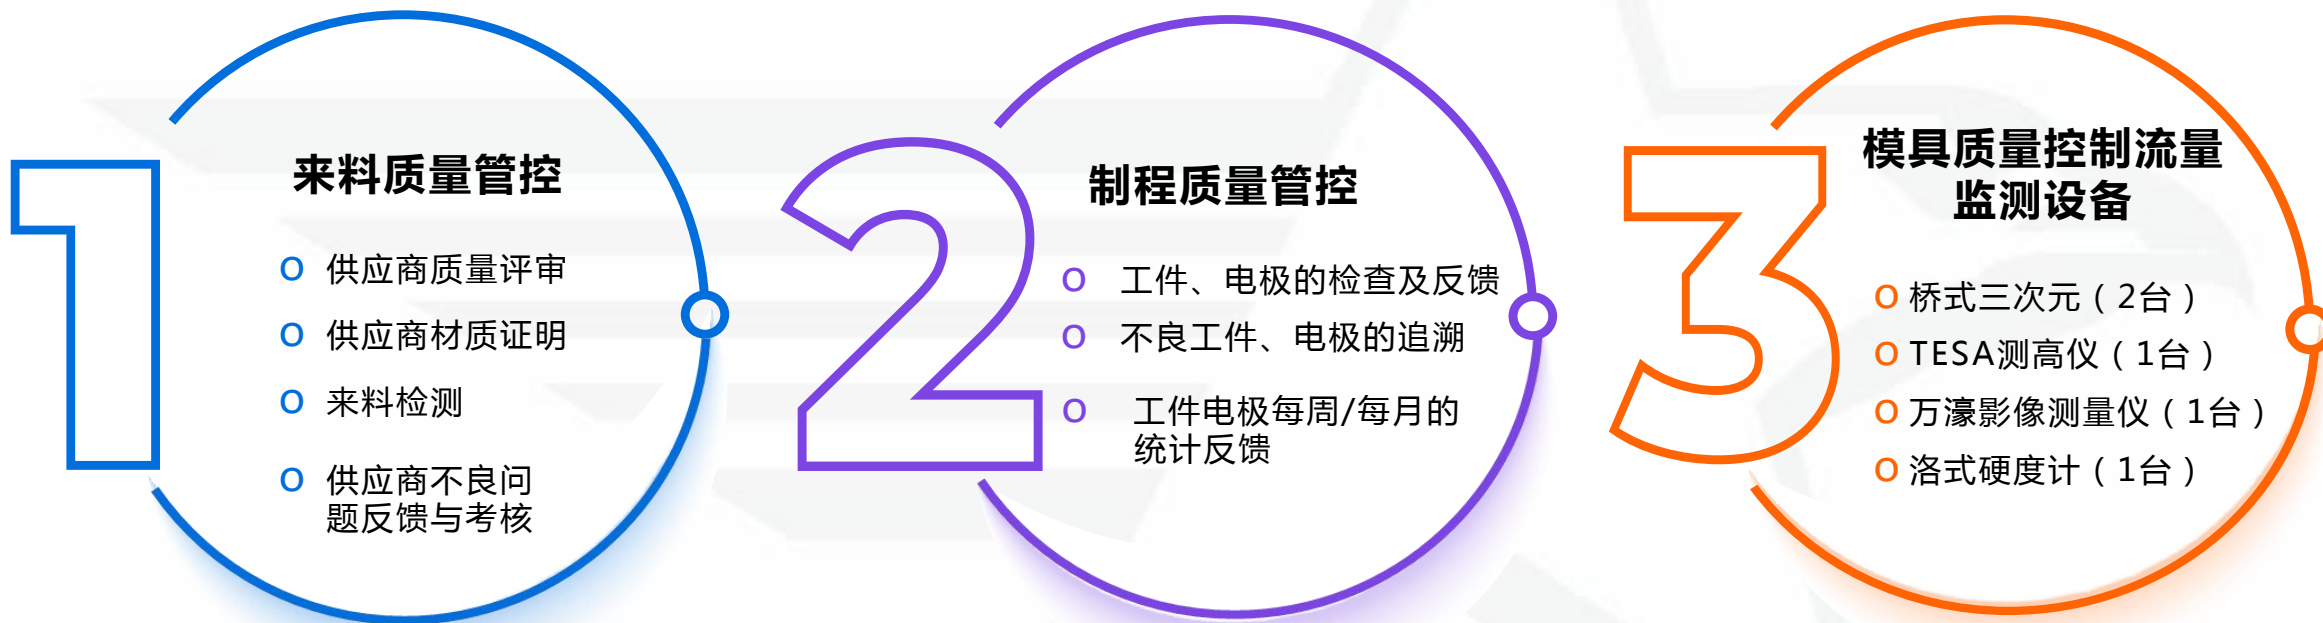 1
来料质量管控
o 供应商质量评审
o 供应商材质证明
o 来料检测
o 供应商不良问
题反馈与考核
2
制程质量管控
o 工件、电极的检查及反馈
o 不良工件、电极的追溯
o 工件电极每周/每月的
统计反馈
3
模具质量控制流量
监测设备
o 桥式三次元（2台）
o TESA测高仪（1台）
o 万濠影像测量仪（1台）
o 洛式硬度计（1台）